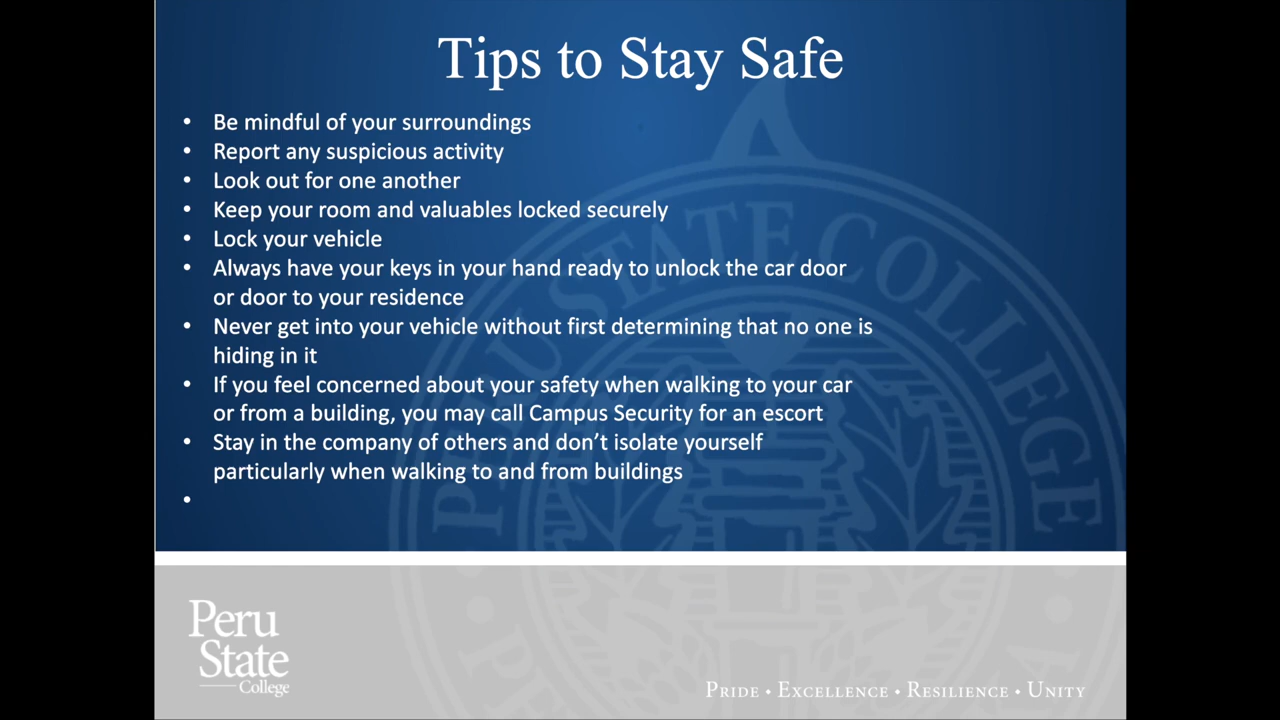 Tips to Stay Safe
• Be mindful of your surroundings
• Report any suspicious activity
• Look out for one another
• Keep your room and valuables locked securely
• Lock your vehicle
• Always have your keys in your hand ready to unlock the car door
or door to your residence
• Never get into your vehicle without first determining that no one is
hiding in it
• If you feel concerned about your safety when walking to your car
or from a building, you may call Campus Security for an escort
• Stay in the company of others and don’t isolate yourself
particularly when walking to and from buildings
•
PERU STATE COLLEGE
Peru
State
College
PRIDE • EXCELLENCE • RESILIENCE • UNITY